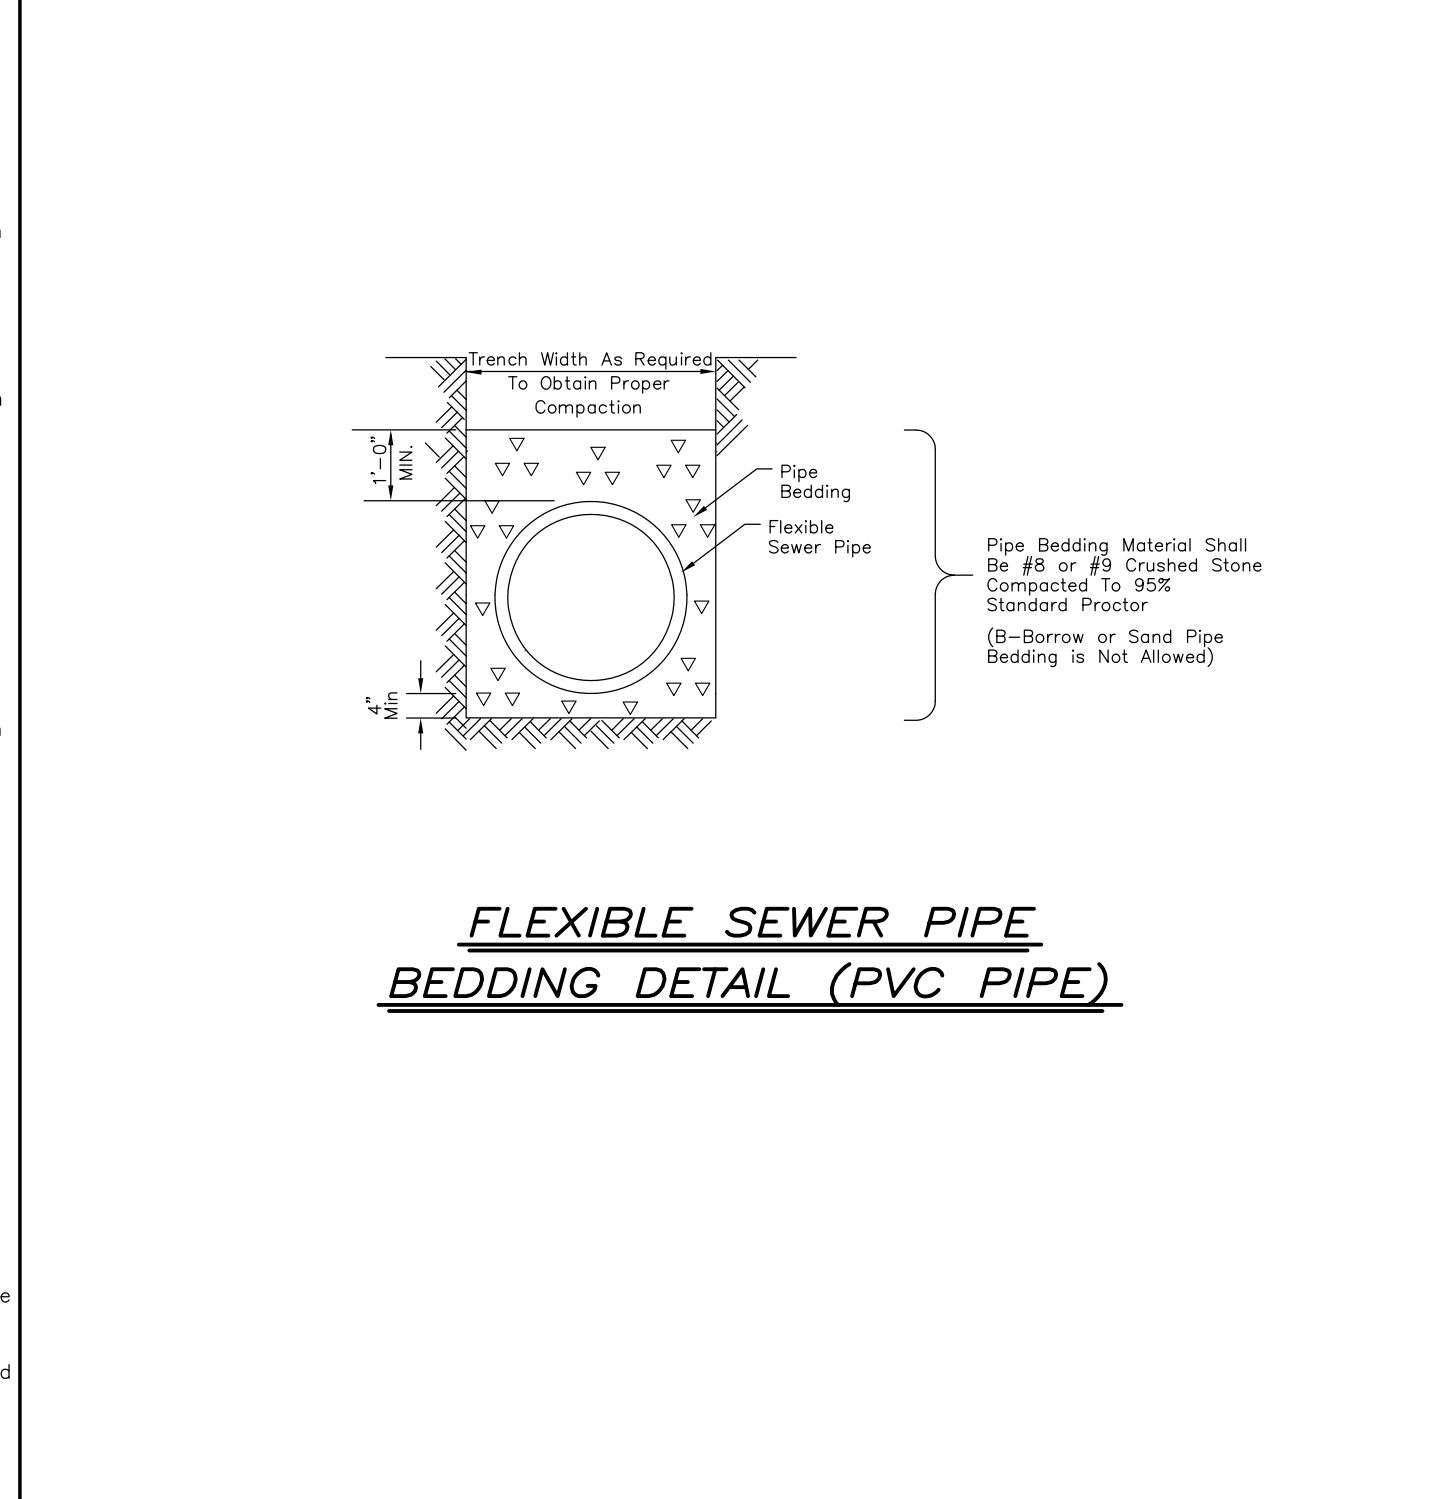 Trench Width As Required
To Obtain Proper
Compaction
1'-0"
MIN.
Pipe
Bedding
Flexible
Sewer Pipe
Pipe Bedding Material Shall
Be #8 or #9 Crushed Stone
Compacted To 95%
Standard Proctor
(B-Borrow or Sand Pipe
Bedding is Not Allowed)
4"
Min
FLEXIBLE SEWER PIPE
BEDDING DETAIL (PVC PIPE)
e
d